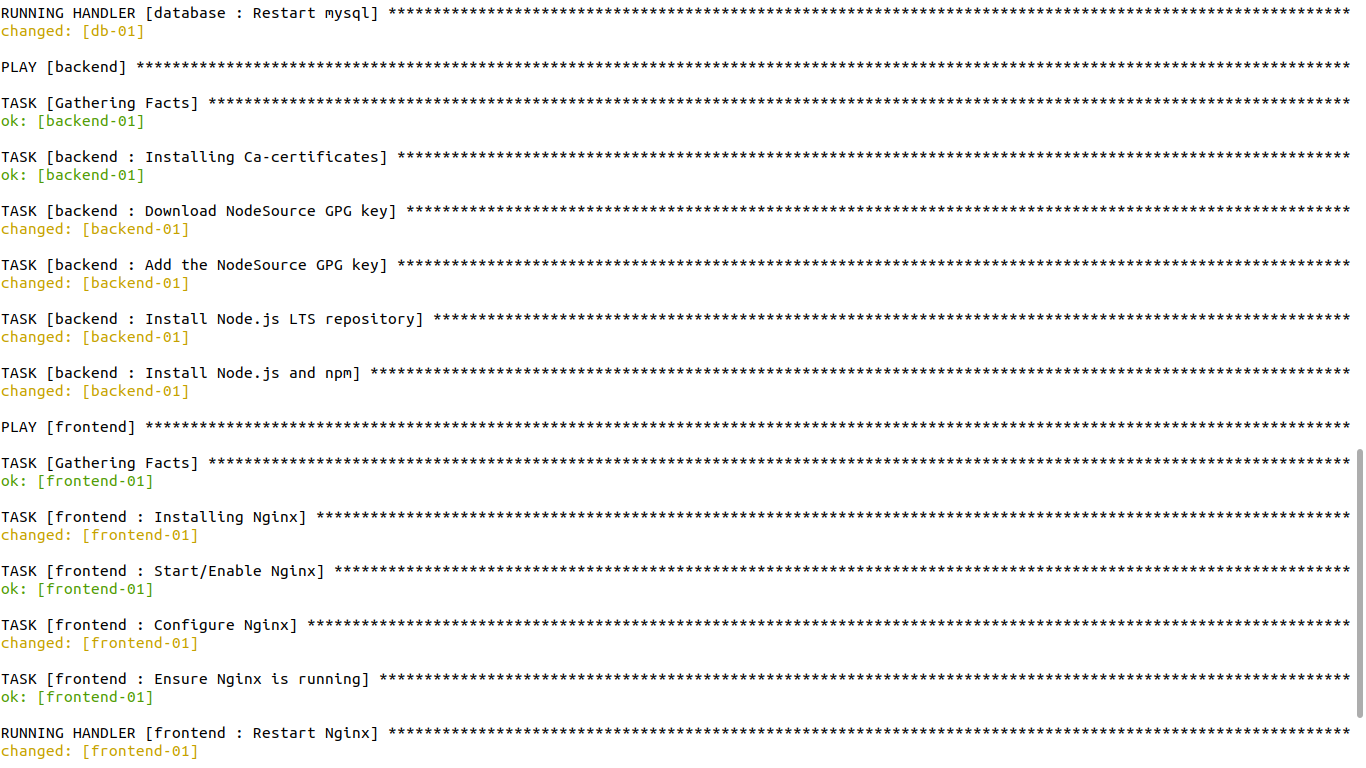 RUNNING HANDLER [database : Restart mysql] ***********************************************************************************************************
changed: [db-01]
PLAY [backend] ***************************************************************************************************************************************
TASK [Gathering Facts] *******************************************************************************************************************************
ok: [backend-01]
TASK [backend : Installing Ca-certificates] **********************************************************************************************************
ok: [backend-01]
TASK [backend : Download NodeSource GPG key] *********************************************************************************************************
changed: [backend-01]
TASK [backend : Add the NodeSource GPG key] **********************************************************************************************************
changed: [backend-01]
TASK [backend : Install Node.js LTS repository] ******************************************************************************************************
changed: [backend-01]
TASK [backend : Install Node.js and npm] *************************************************************************************************************
changed: [backend-01]
PLAY [frontend] **************************************************************************************************************************************
TASK [Gathering Facts] *******************************************************************************************************************************
ok: [frontend-01]
TASK [frontend : Installing Nginx] *******************************************************************************************************************
changed: [frontend-01]
TASK [frontend : Start/Enable Nginx] *****************************************************************************************************************
ok: [frontend-01]
TASK [frontend : Configure Nginx] ********************************************************************************************************************
changed: [frontend-01]
TASK [frontend : Ensure Nginx is running] ************************************************************************************************************
ok: [frontend-01]
RUNNING HANDLER [frontend : Restart Nginx] ***********************************************************************************************************
changed: [frontend-01]